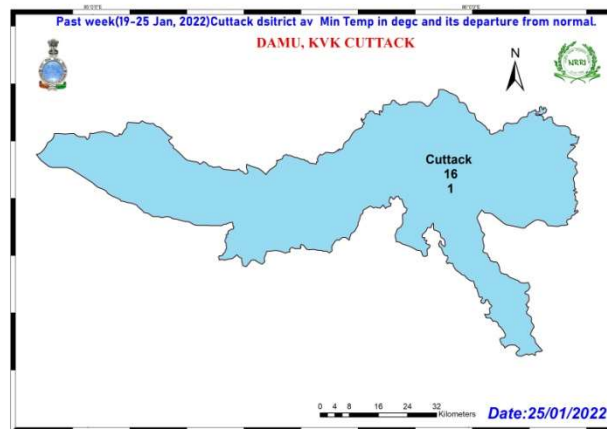 Past week(19-25 Jan, 2022)Cuttack dsitrict av Min Temp in degc and its departure from normal.
DAMU, KVK CUTTACK
N
NRRI
Cuttack
16
1
0 4 8 16 24 32
Kilometers
Date:25/01/2022